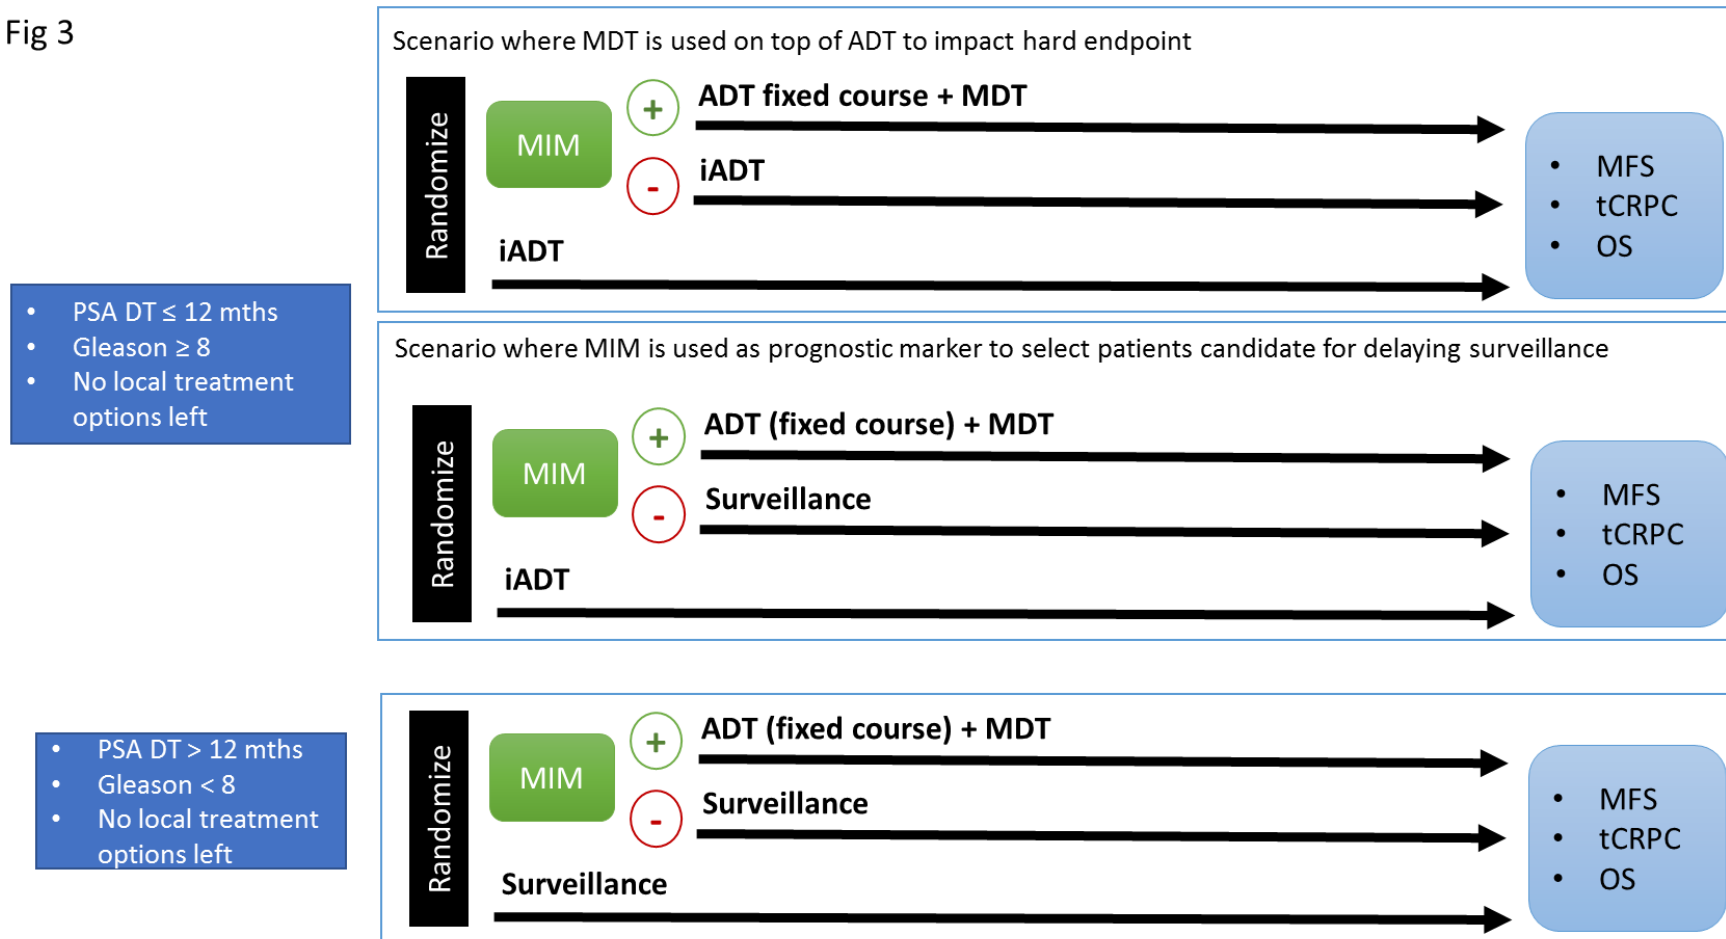 Fig 3
Scenario where MDT is used on top of ADT to impact hard endpoint
Randomize
MIM
+
ADT fixed course + MDT
-
iADT
iADT
• MFS
• tCRPC
• OS
• PSA DT ≤ 12 mths
• Gleason ≥ 8
• No local treatment
options left
Scenario where MIM is used as prognostic marker to select patients candidate for delaying surveillance
Randomize
MIM
+
ADT (fixed course) + MDT
-
Surveillance
iADT
• MFS
• tCRPC
• OS
• PSA DT > 12 mths
• Gleason < 8
• No local treatment
options left
Randomize
MIM
+
ADT (fixed course) + MDT
-
Surveillance
Surveillance
• MFS
• tCRPC
• OS